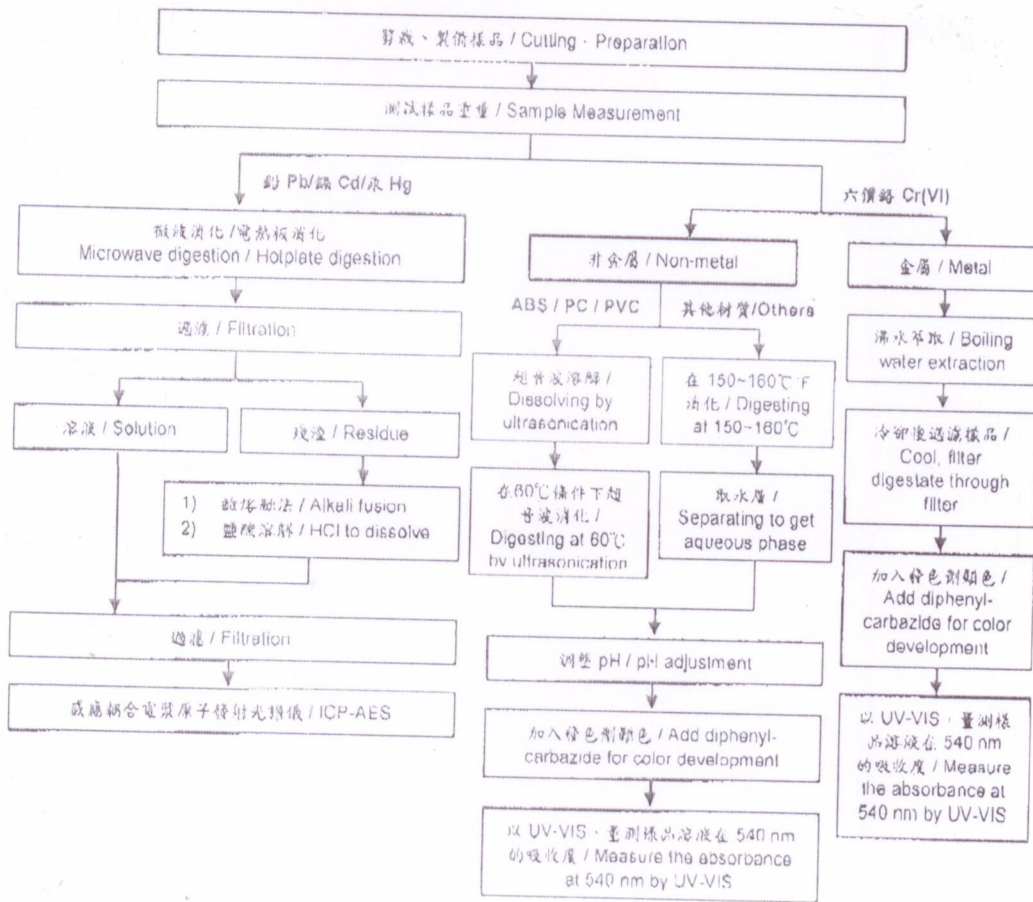 剪裁、製備樣品 / Cutting · Preparation
測試樣品重量 / Sample Measurement
鉛 Pb/鎘 Cd/汞 Hg
六價鉻 Cr(VI)
微波消化 /電熱板消化
Microwave digestion / Hotplate digestion
非金屬 / Non-metal
金屬 / Metal
ABS / PC / PVC
其他材質/Others
過濾 / Filtration
沸水萃取 / Boiling
water extraction
超音波溶解 /
Dissolving by
ultrasonication
在 150~160℃下
消化 / Digesting
at 150~160℃
溶液 / Solution
殘渣 / Residue
冷卻後過濾樣品 /
Cool, filter
digestate through
filter
1) 鹼熔融法 / Alkali fusion
2) 鹽酸溶解 / HCl to dissolve
在60℃條件下超
音波消化 /
Digesting at 60℃
by ultrasonication
取水層 /
Separating to get
aqueous phase
加入發色劑顯色 /
Add diphenyl-
carbazide for color
development
過濾 / Filtration
调整 pH / pH adjustment
感應耦合電漿原子發射光譜儀 / ICP-AES
加入發色劑顯色 / Add diphenyl-
carbazide for color development
以 UV-VIS · 量測樣
品溶液在 540 nm
的吸收度 / Measure
the absorbance at
540 nm by UV-VIS
以 UV-VIS · 量測樣品溶液在 540 nm
的吸收度 / Measure the absorbance
at 540 nm by UV-VIS